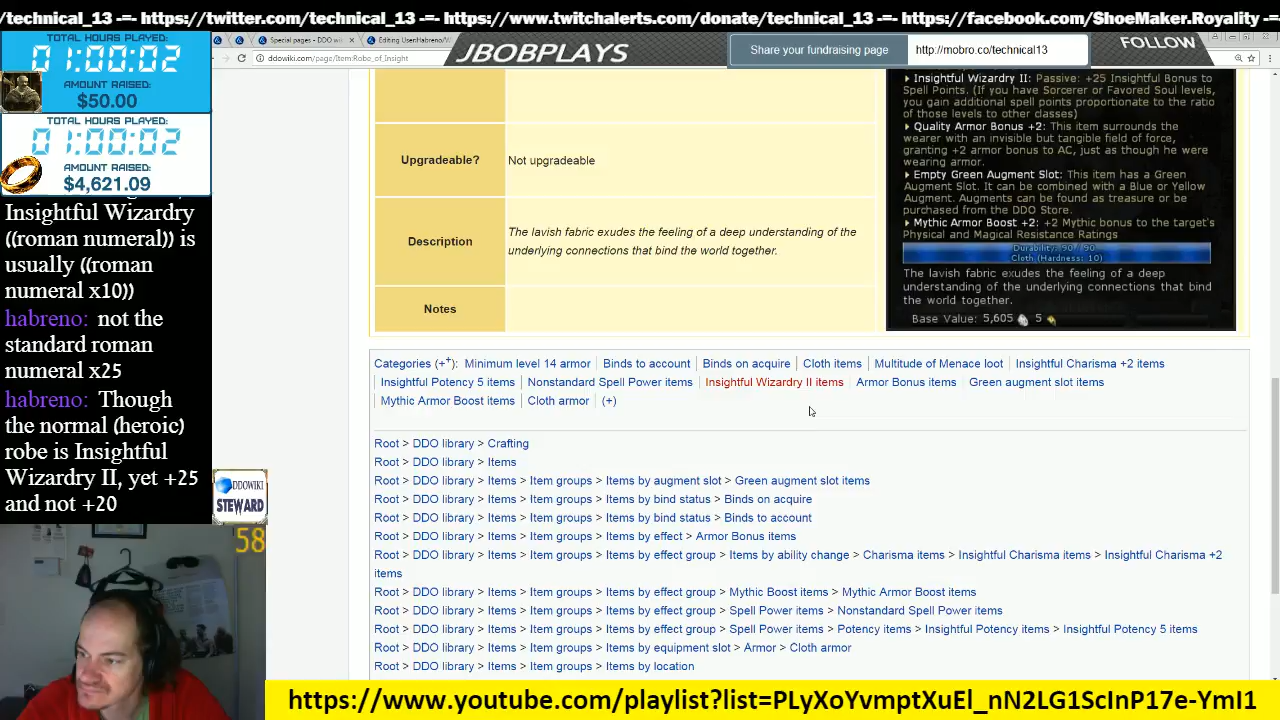 /technical_13 -=- https://twitter.com/technical_13 -=- https://www.twitchalerts.com/donate/technical_13 -=- https://facebook.com/ShoeMaker.Royality -=
TOTAL HOURS PLAYED:
01:00:02
AMOUNT RAISED:
$50.00
TOTAL HOURS PLAYED:
01:00:02
AMOUNT RAISED:
$4,621.09
Special pages - DDO wi
Editing User:Habreno/W
ddowiki.com/page/Item:Robe_of_Insight
JBOBPLAYS
Share your fundraising page
http://mobro.co/technical13
FOLLOW
Insightful Wizardry
((roman numeral)) is
usually ((roman
numeral x10))
habreno: not the
standard roman
numeral x25
habreno: Though
the normal (heroic)
robe is Insightful
Wizardry II, yet +25
and not +20
DDOWIKI
STEWARD
58
Upgradeable?
Not upgradeable
Description
The lavish fabric exudes the feeling of a deep understanding of the
underlying connections that bind the world together.
Notes
Insightful Wizardry II: Passive: +25 Insightful Bonus to
Spell Points. (If you have Sorcerer or Favored Soul levels,
you gain additional spell points proportionate to the ratio
of those levels to other classes)
Quality Armor Bonus +2: This item surrounds the
wearer with an invisible but tangible field of force,
granting +2 armor bonus to AC, just as though he were
wearing armor.
Empty Green Augment Slot: This item has a Green
Augment Slot. It can be combined with a Blue or Yellow
Augment. Augments can be found as treasure or be
purchased from the DDO Store.
Mythic Armor Boost +2: +2 Mythic bonus to the target's
Physical and Magical Resistance Ratings
Cloth (Hardness: 10)
The lavish fabric exudes the feeling of a deep
understanding of the underlying connections that bind
the world together.
Base Value: 5,605 5
Categories (++): Minimum level 14 armor | Binds to account | Binds on acquire | Cloth items | Multitude of Menace loot | Insightful Charisma +2 items
Insightful Potency 5 items | Nonstandard Spell Power items | Insightful Wizardry II items | Armor Bonus items | Green augment slot items
Mythic Armor Boost items | Cloth armor | (+)
Root > DDO library > Crafting
Root > DDO library > Items
Root > DDO library > Items > Item groups > Items by augment slot > Green augment slot items
Root > DDO library > Items > Item groups > Items by bind status > Binds on acquire
Root > DDO library > Items > Item groups > Items by bind status > Binds to account
Root > DDO library > Items > Item groups > Items by effect > Armor Bonus items
Root > DDO library > Items > Item groups > Items by effect group > Items by ability change > Charisma items > Insightful Charisma items > Insightful Charisma +2
items
Root > DDO library > Items > Item groups > Items by effect group > Mythic Boost items > Mythic Armor Boost items
Root > DDO library > Items > Item groups > Items by effect group > Spell Power items > Nonstandard Spell Power items
Root > DDO library > Items > Item groups > Items by effect group > Spell Power items > Potency items > Insightful Potency items > Insightful Potency 5 items
Root > DDO library > Items > Item groups > Items by equipment slot > Armor > Cloth armor
Root > DDO library > Items > Item groups > Items by location
https://www.youtube.com/playlist?list=PLyXoYvmptXuEl_nN2LG1ScInP17e-YmI1